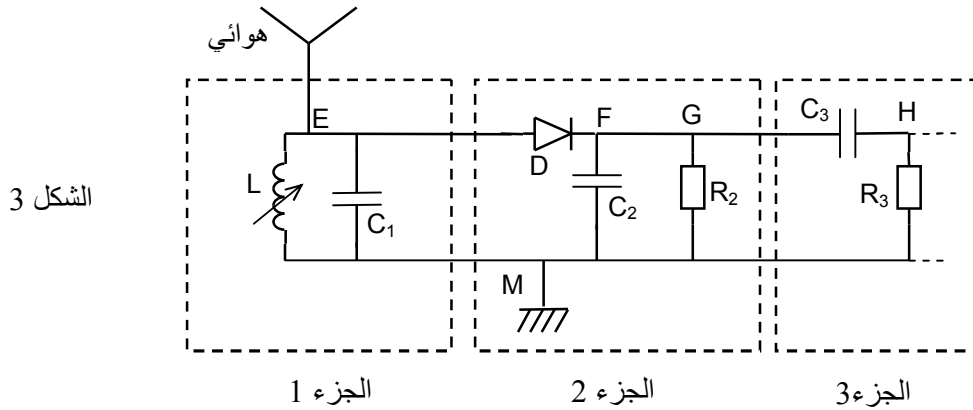 هوائي
E
F
G
C₃
H
D
L
C₁
C₂
R₂
R₃
الشكل 3
M
الجزء 1
الجزء 2
الجزء3